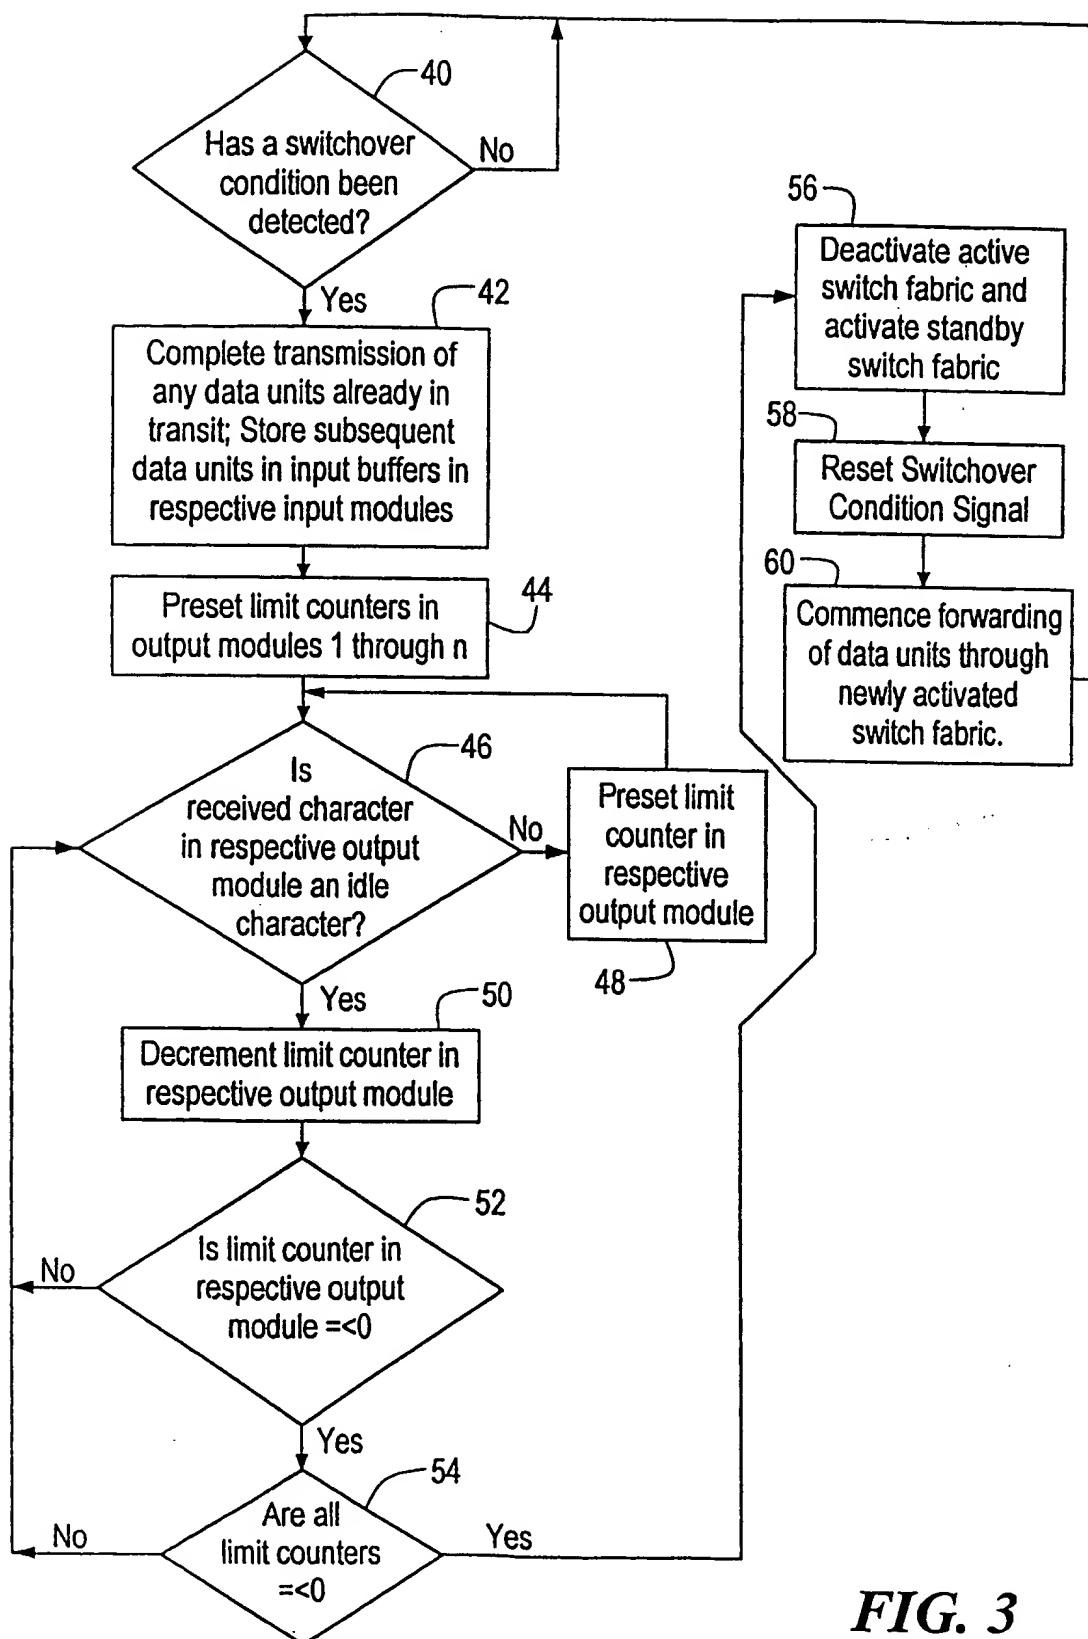 40
Has a switchover
condition been
detected?
No
Yes
42
Complete transmission of
any data units already in
transit; Store subsequent
data units in input buffers in
respective input modules
44
Preset limit counters in
output modules 1 through n
46
Is
received character
in respective output
module an idle
character?
No
Preset limit
counter in
respective
output module
48
Yes
50
Decrement limit counter in
respective output module
52
Is limit counter in
respective output
module =<0
No
Yes
54
Are all
limit counters
=<0
No
Yes
56
Deactivate active
switch fabric and
activate standby
switch fabric
58
Reset Switchover
Condition Signal
60
Commence forwarding
of data units through
newly activated
switch fabric.
FIG. 3